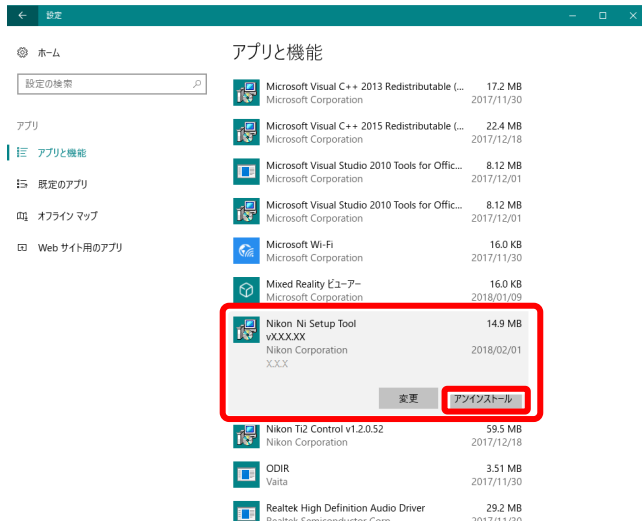 設定
ホーム
設定の検索
アプリ
アプリと機能
既定のアプリ
オフライン マップ
Web サイト用のアプリ
アプリと機能
Microsoft Visual C++ 2013 Redistributable (... 17.2 MB
Microsoft Corporation 2017/11/30
Microsoft Visual C++ 2015 Redistributable (... 22.4 MB
Microsoft Corporation 2017/12/18
Microsoft Visual Studio 2010 Tools for Offic... 8.12 MB
Microsoft Corporation 2017/12/01
Microsoft Visual Studio 2010 Tools for Offic... 8.12 MB
Microsoft Corporation 2017/12/01
Microsoft Wi-Fi 16.0 KB
Microsoft Corporation 2017/11/30
Mixed Reality ビューアー 16.0 KB
Microsoft Corporation 2018/01/09
Nikon Ni Setup Tool 14.9 MB
vX.X.X.XX
Nikon Corporation 2018/02/01
X.X.X
変更 アンインストール
Nikon Ti2 Control v1.2.0.52 59.5 MB
Nikon Corporation 2017/12/18
ODIR 3.51 MB
Vaita 2017/11/30
Realtek High Definition Audio Driver 29.2 MB
Realtek Semiconductor Corp. 2017/11/30